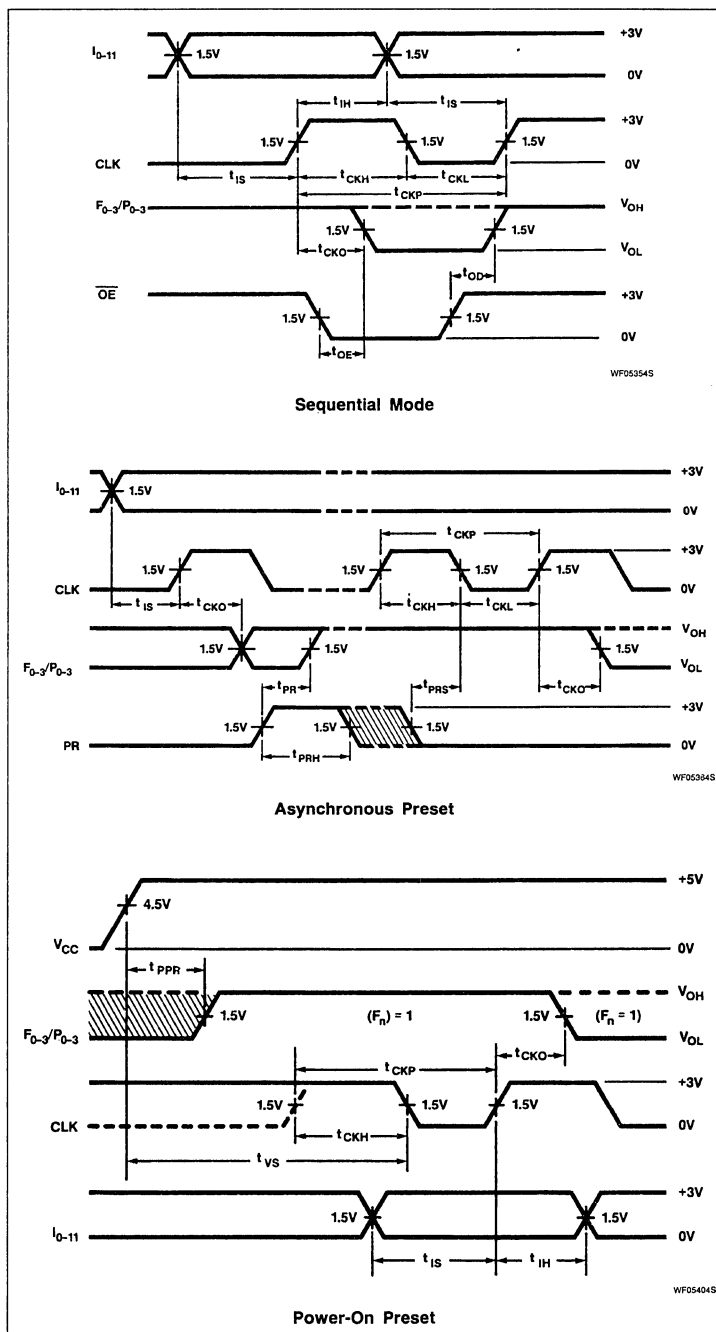 I0-11 1.5V 1.5V +3V
0V
tIH tIS
+3V
1.5V 1.5V 1.5V
CLK 0V
tIS tCKH tCKL
tCKP
F0-3/P0-3 VOH
1.5V 1.5V
tCKO VOL
tOD
OE +3V
1.5V 1.5V
0V
tOE
WF05354S
Sequential Mode
+3V
I0-11 1.5V
0V
tCKP
+3V
1.5V 1.5V 1.5V 1.5V
CLK 0V
tIS tCKO tCKH tCKL
VOH
1.5V 1.5V 1.5V
F0-3/P0-3 VOL
tPR tPRS tCKO
+3V
1.5V 1.5V 1.5V
PR 0V
tPRH
WF05364S
Asynchronous Preset
+5V
4.5V
VCC 0V
tPPR
VOH
1.5V (Fn) = 1 1.5V (Fn = 1)
F0-3/P0-3 VOL
tCKO
tCKP
+3V
1.5V 1.5V 1.5V
CLK 0V
tCKH
tVS
+3V
1.5V 1.5V
I0-11 0V
tIS tIH
WF05404S
Power-On Preset